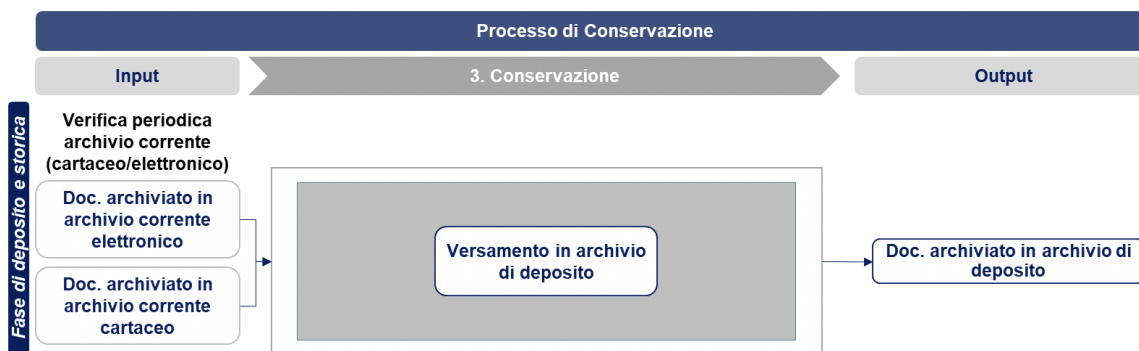 Processo di Conservazione
Input
3. Conservazione
Output
Fase di deposito e storica
Verifica periodica
archivio corrente
(cartaceo/elettronico)
Doc. archiviato in
archivio corrente
elettronico
Doc. archiviato in
archivio corrente
cartaceo
Versamento in archivio
di deposito
Doc. archiviato in archivio di
deposito